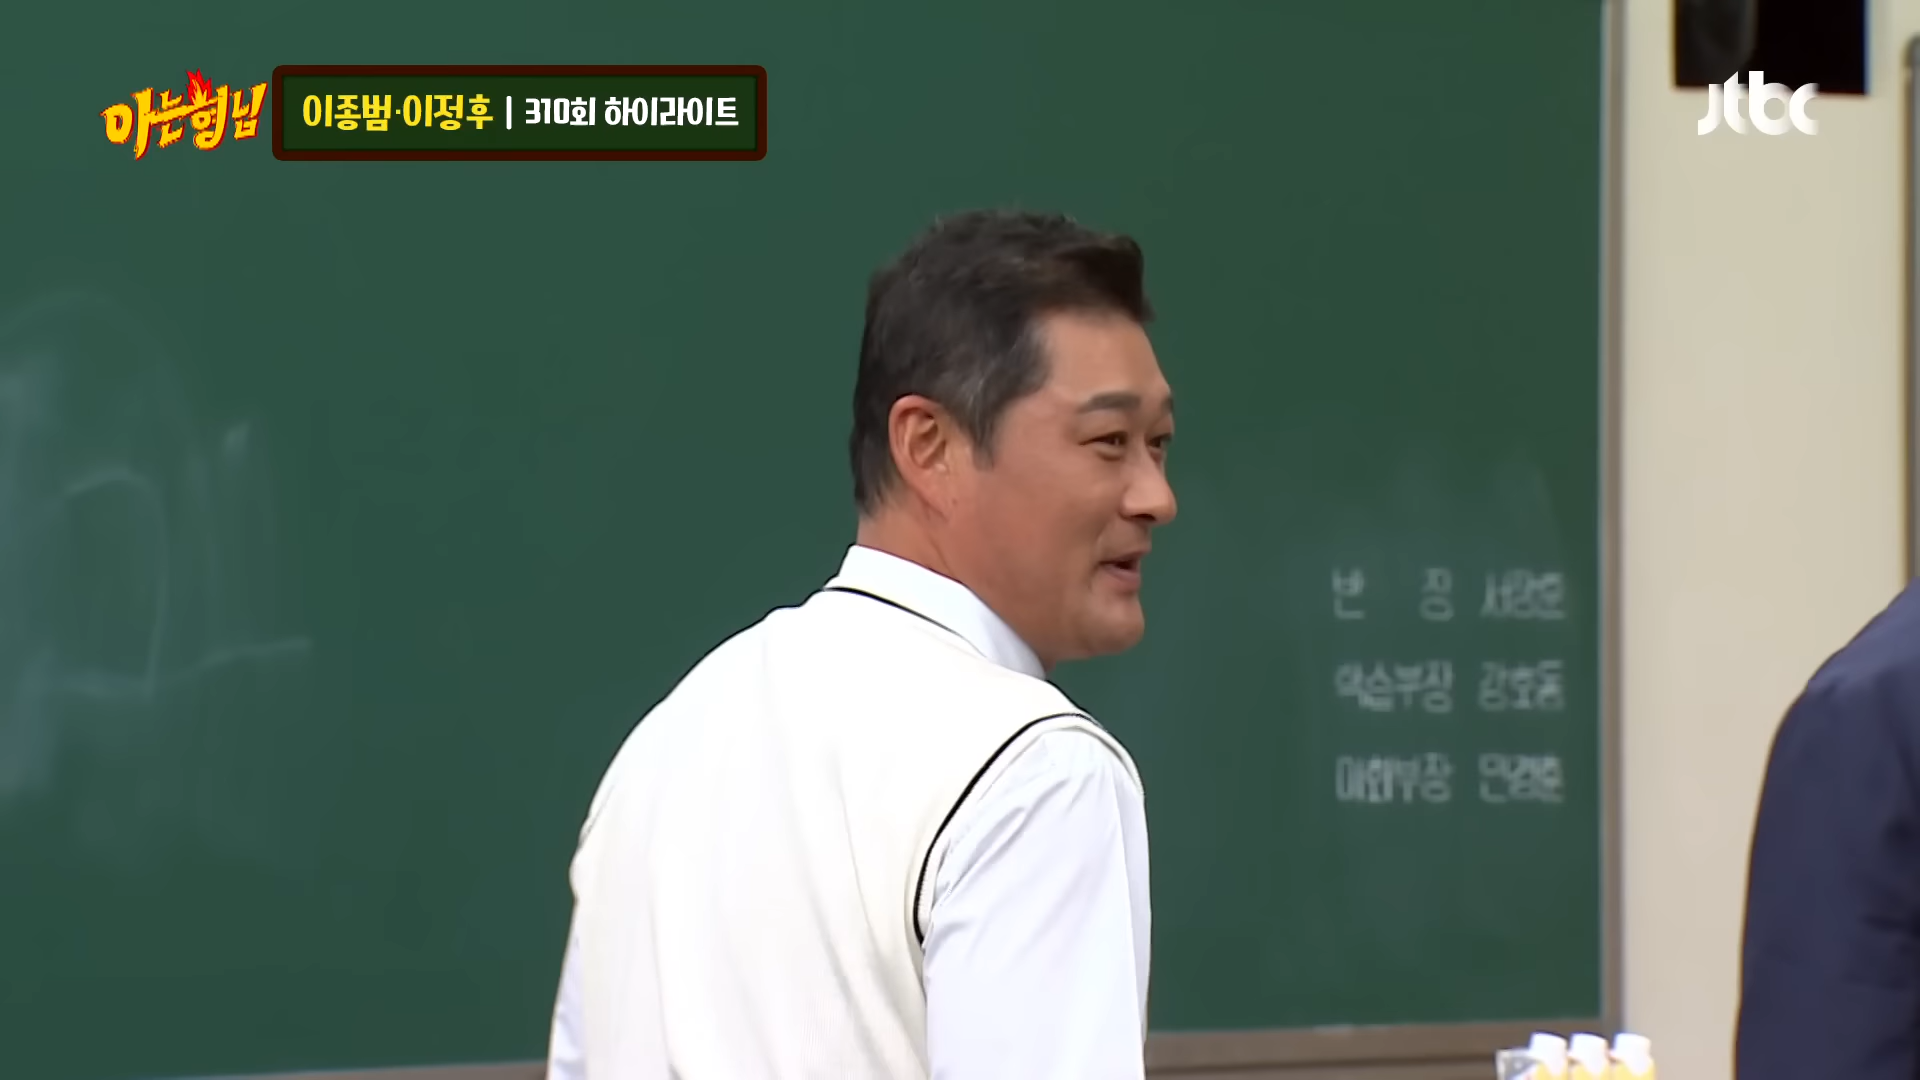 아는형님
이종범·이정후 | 310회 하이라이트
jtbc
반 장 서장훈
학습부장 강호동
미화부장 민경훈